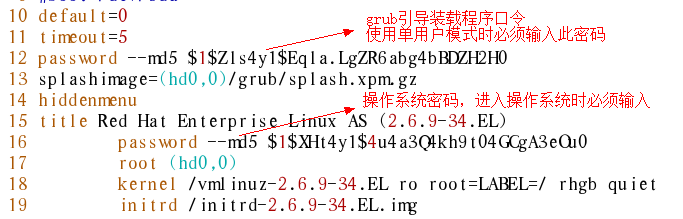 10 default=0
grub引导装载程序口令
11 timeout=5
使用单用户模式时必须输入此密码
12 password --md5 $1$Zls4yl$Eqla.LgZR6abg4bBDZH2H0
13 splashimage=(hd0,0)/grub/splash.xpm.gz
14 hiddenmenu
操作系统密码，进入操作系统时必须输入
15 title Red Hat Enterprise Linux AS (2.6.9-34.EL)
16 password --md5 $1$XHt4yl$4u4a3Q4kh9t04GCgA3eOu0
17 root (hd0,0)
18 kernel /vmlinuz-2.6.9-34.EL ro root=LABEL=/ rhgb quiet
19 initrd /initrd-2.6.9-34.EL.img